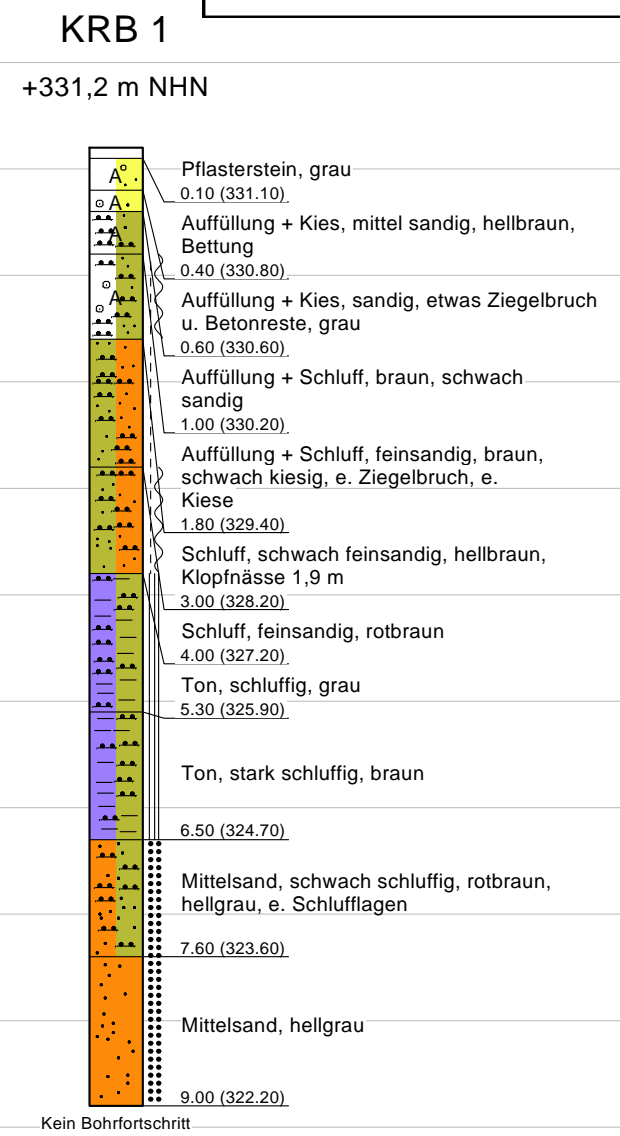 KRB 1
+331,2 m NHN
Pflasterstein, grau
0.10 (331.10)
Auffüllung + Kies, mittel sandig, hellbraun,
Bettung
0.40 (330.80)
Auffüllung + Kies, sandig, etwas Ziegelbruch
u. Betonreste, grau
0.60 (330.60)
Auffüllung + Schluff, braun, schwach
sandig
1.00 (330.20)
Auffüllung + Schluff, feinsandig, braun,
schwach kiesig, e. Ziegelbruch, e.
Kiese
1.80 (329.40)
Schluff, schwach feinsandig, hellbraun,
Klopfnässe 1,9 m
3.00 (328.20)
Schluff, feinsandig, rotbraun
4.00 (327.20)
Ton, schluffig, grau
5.30 (325.90)
Ton, stark schluffig, braun
6.50 (324.70)
Mittelsand, schwach schluffig, rotbraun,
hellgrau, e. Schlufflagen
7.60 (323.60)
Mittelsand, hellgrau
9.00 (322.20)
Kein Bohrfortschritt
A
A
A
A